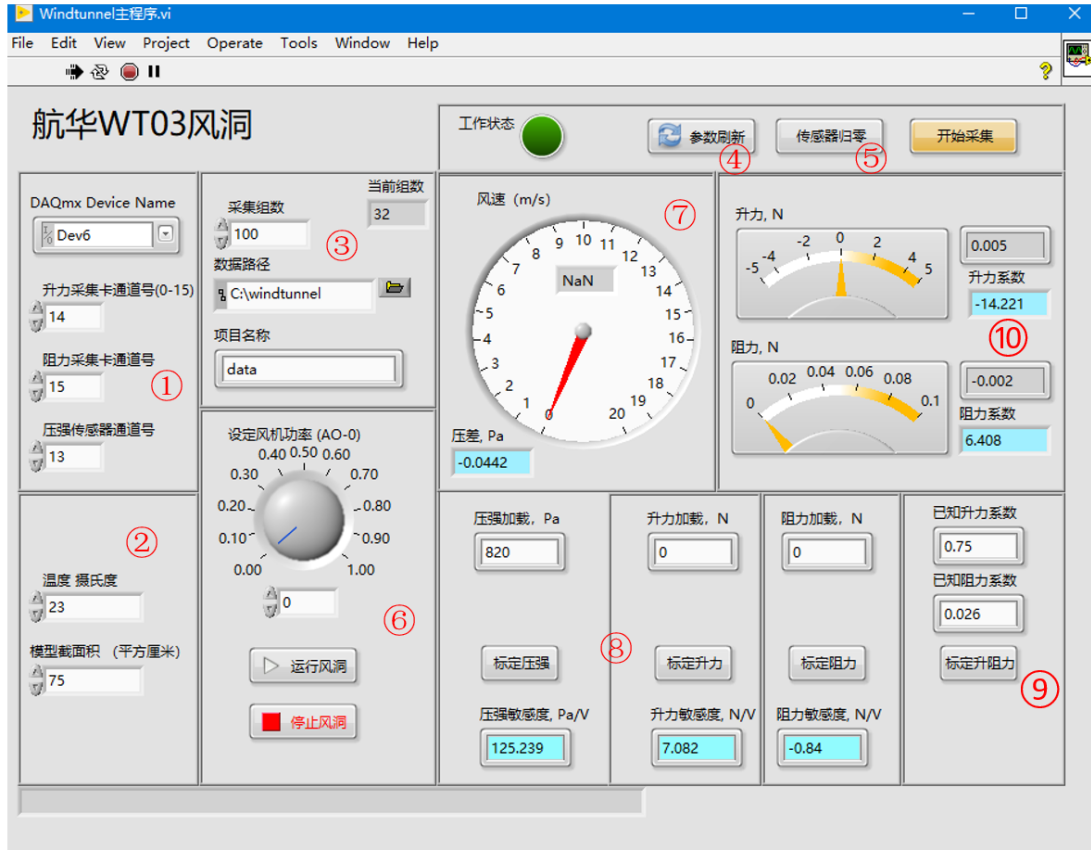 Windtunnel主程序.vi
File Edit View Project Operate Tools Window Help
航华WT03风洞
工作状态
参数刷新
④
传感器归零
⑤
开始采集
DAQmx Device Name
Dev6
升力采集卡通道号(0-15)
14
阻力采集卡通道号
15
①
压强传感器通道号
13
②
温度 摄氏度
23
模型截面积 (平方厘米)
75
当前组数
32
采集组数
100
③
数据路径
C:\windtunnel
项目名称
data
设定风机功率 (AO-0)
0.00 0.10 0.20 0.30 0.40 0.50 0.60 0.70 0.80 0.90 1.00
0
⑥
运行风洞
停止风洞
风速 (m/s)
⑦
NaN
0 1 2 3 4 5 6 7 8 9 10 11 12 13 14 15 16 17 18 19 20
压差, Pa
-0.0442
升力, N
-5 -4 -2 0 2 4 5
0.005
升力系数
-14.221
⑩
阻力, N
0 0.02 0.04 0.06 0.08 0.1
-0.002
阻力系数
6.408
压强加载, Pa
820
标定压强
压强敏感度, Pa/V
125.239
⑧
升力加载, N
0
标定升力
升力敏感度, N/V
7.082
阻力加载, N
0
标定阻力
阻力敏感度, N/V
-0.84
已知升力系数
0.75
已知阻力系数
0.026
标定升阻力
⑨